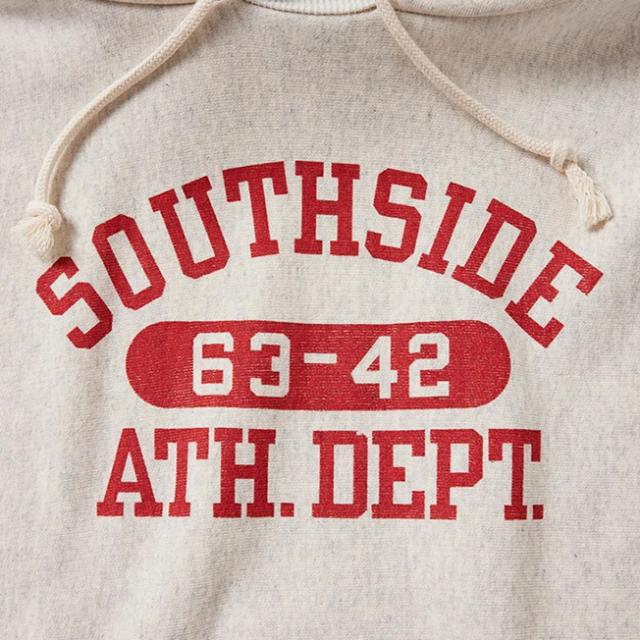 SOUTHSIDE
63-42
ATH. DEPT.